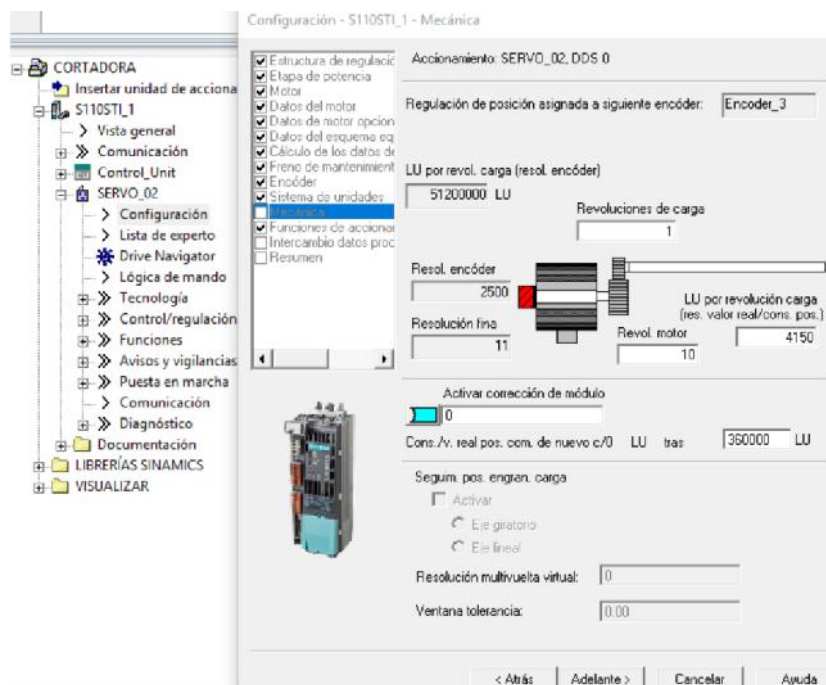 Configuración - S110STI_1 - Mecánica
CORTADORA
Insertar unidad de acciona
S110STI_1
Vista general
Comunicación
Control_Unit
SERVO_02
Configuración
Lista de experto
Drive Navigator
Lógica de mando
Tecnología
Control/regulación
Funciones
Avisos y vigilancias
Puesta en marcha
Comunicación
Diagnóstico
Documentación
LIBRERÍAS SINAMICS
VISUALIZAR
Estructura de regulació
Etapa de potencia
Motor
Datos del motor
Datos de motor opcion
Datos del esquema eq
Cálculo de los datos de
Freno de mantenimient
Encóder
Sistema de unidades
Mecánica
Funciones de accionar
Intercambio datos proc
Resumen
Accionamiento: SERVO_02, DDS 0
Regulación de posición asignada a siguiente encóder: Encoder_3
LU por revol. carga (resol. encóder)
51200000 LU
Revoluciones de carga
1
Resol. encóder
2500
LU por revolución carga
(res. valor real/cons. pos.)
Resolución fina
11
Revol. motor
10
4150
Activar corrección de módulo
0
Cons./v. real pos. com. de nuevo c/0 LU tras 360000 LU
Seguim. pos. engran. carga
Activar
Eje giratorio
Eje lineal
Resolución multivuelta virtual: 0
Ventana tolerancia: 0.00
< Atrás Adelante > Cancelar Ayuda